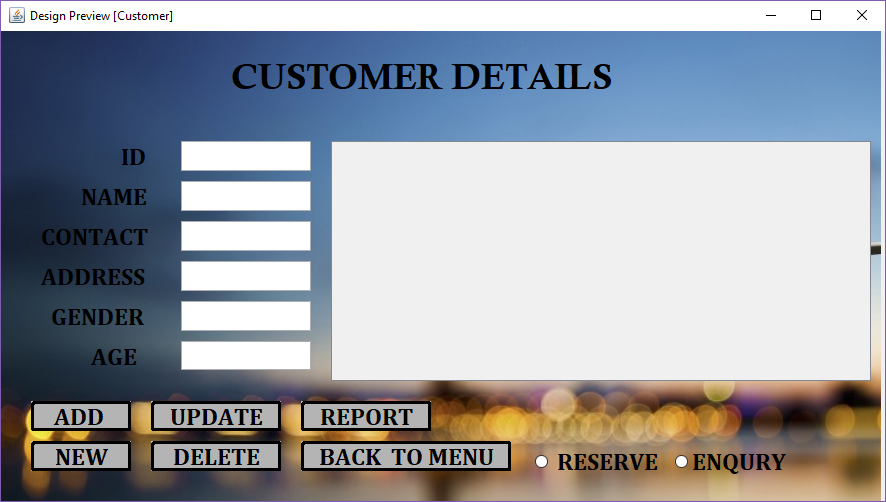 Design Preview [Customer]
CUSTOMER DETAILS
ID
NAME
CONTACT
ADDRESS
GENDER
AGE
ADD UPDATE REPORT
NEW DELETE BACK TO MENU RESERVE ENQURY